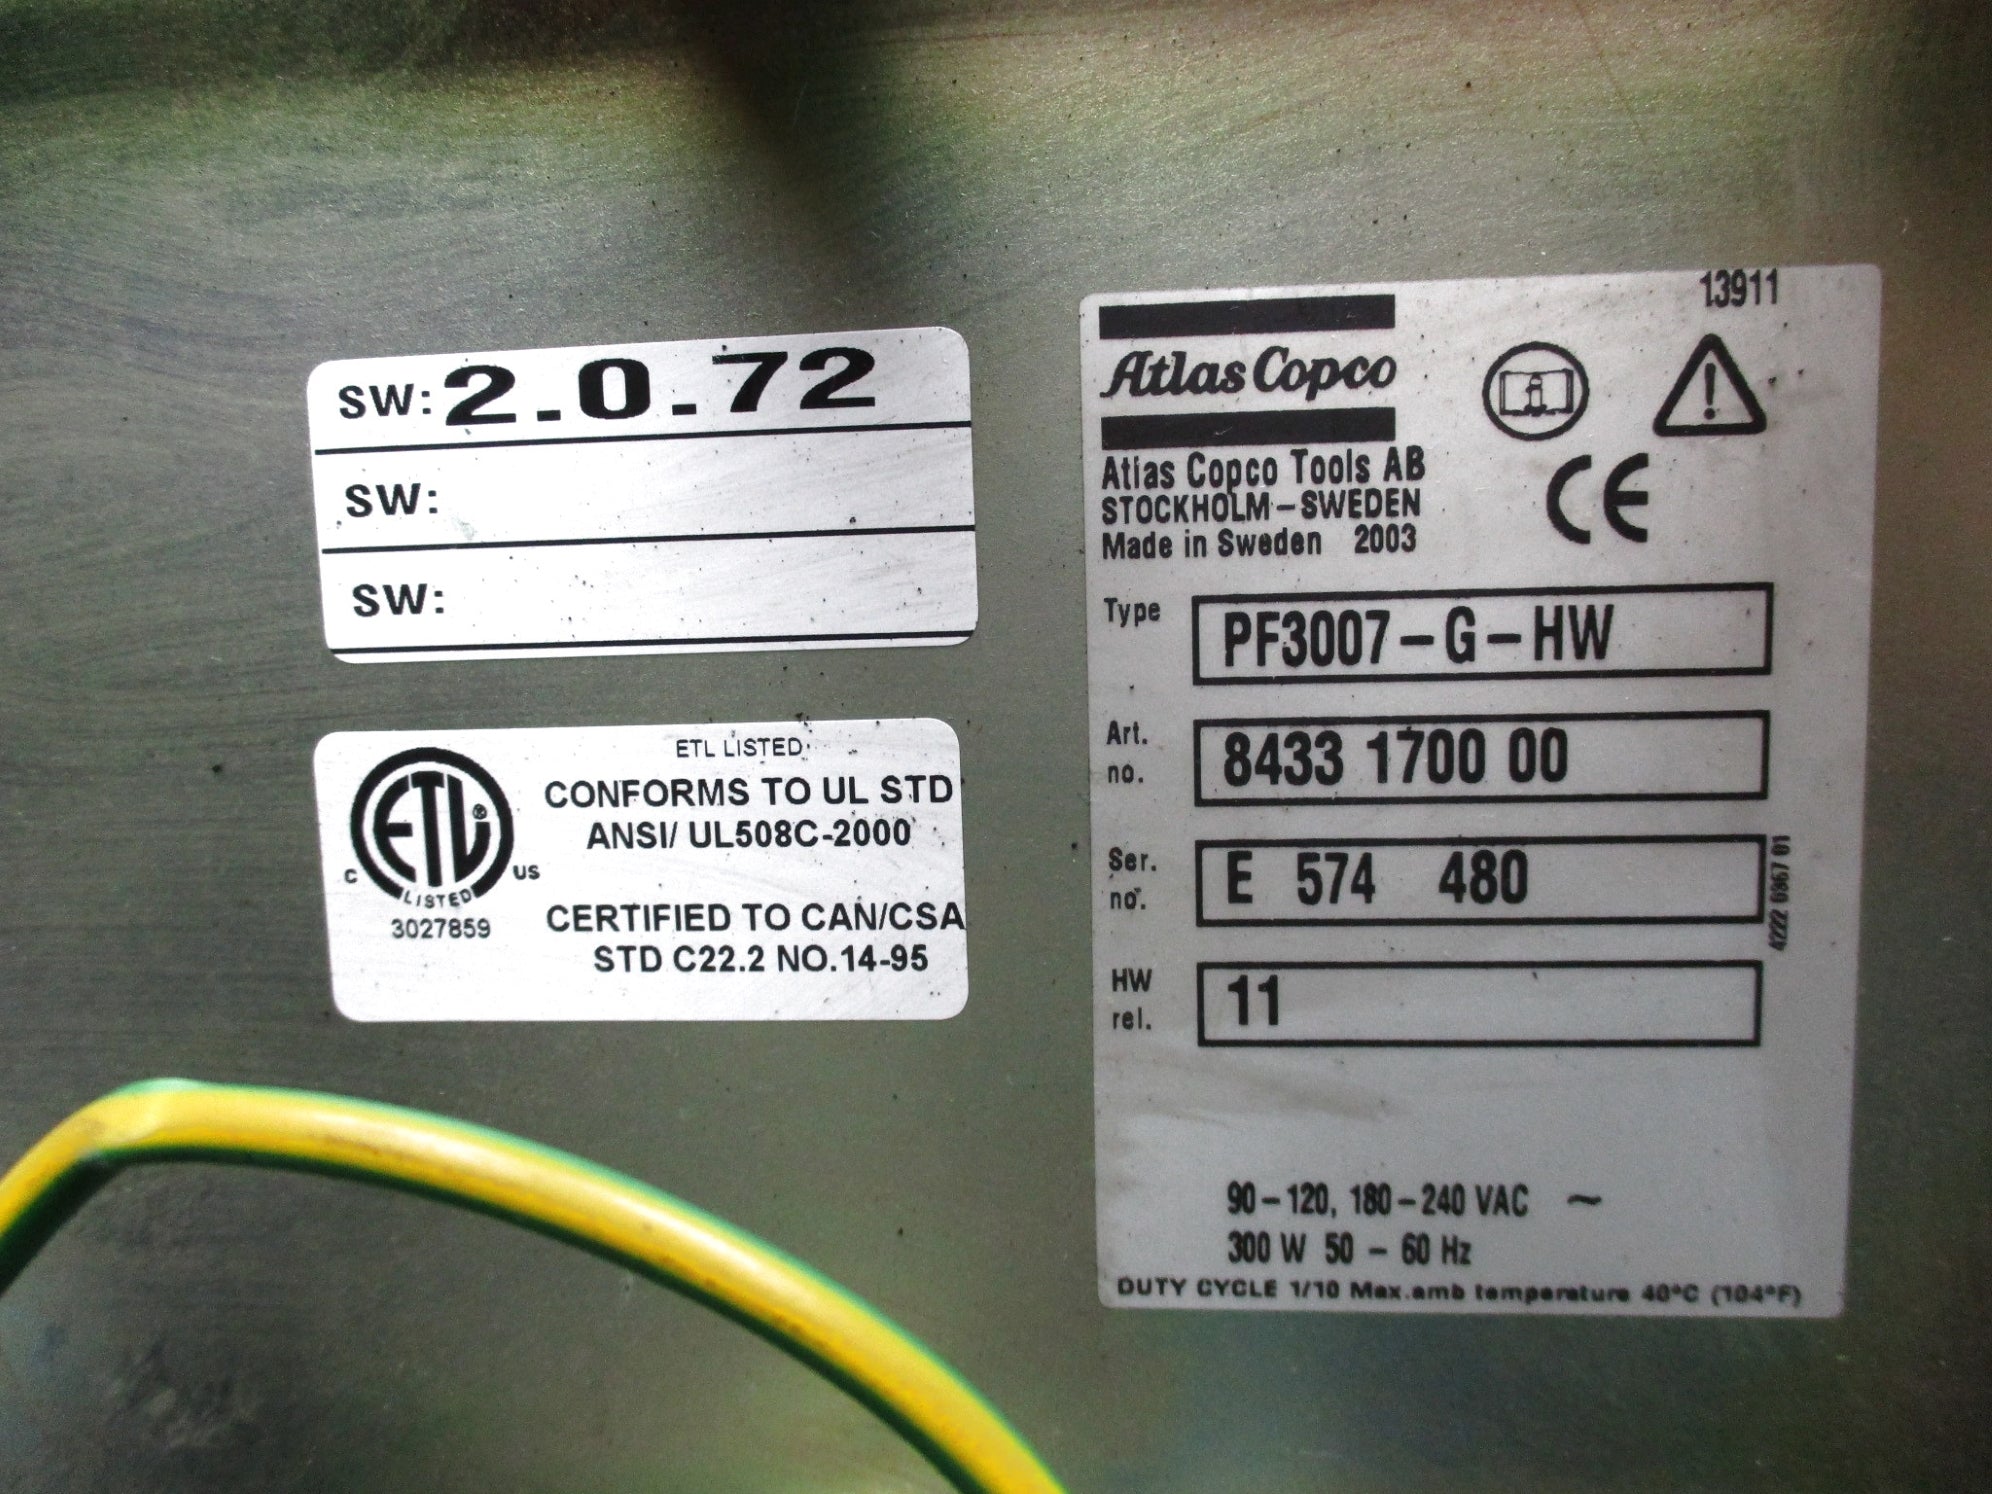 SW: 2.0.72
SW:
SW:
ETL LISTED
CONFORMS TO UL STD
ANSI/ UL508C-2000
CERTIFIED TO CAN/CSA
STD C22.2 NO.14-95
ETL ®
C US
LISTED
3027859
13911
Atlas Copco
Atlas Copco Tools AB
STOCKHOLM-SWEDEN
Made in Sweden 2003
CE
Type PF3007-G-HW
Art. no. 8433 1700 00
Ser. no. E 574 480
HW rel. 11
90-120, 180-240 VAC ~
300 W 50 - 60 Hz
DUTY CYCLE 1/10 Max.amb temperature 40°C (104°F)